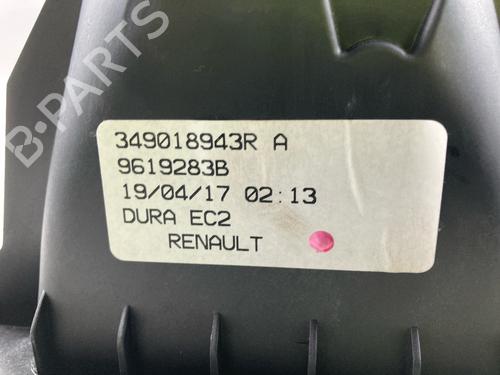 B-PARTS
349018943R A
9619283B
19/04/17 02:13
DURA EC2
RENAULT